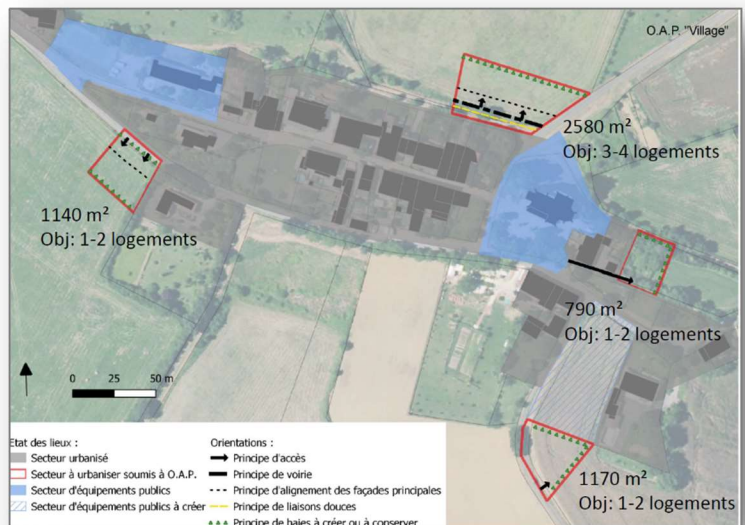 O.A.P. "Village"
2580 m²
Obj: 3-4 logements
1140 m²
Obj: 1-2 logements
790 m²
Obj: 1-2 logements
0 25 50 m
1170 m²
Obj: 1-2 logements
Etat des lieux :
Secteur urbanisé
Secteur à urbaniser soumis à O.A.P.
Secteur d'équipements publics
Secteur d'équipements publics à créer
Orientations :
Principe d'accès
Principe de voirie
Principe d'alignement des façades principales
Principe de liaisons douces
Principe de haies à créer ou à conserver